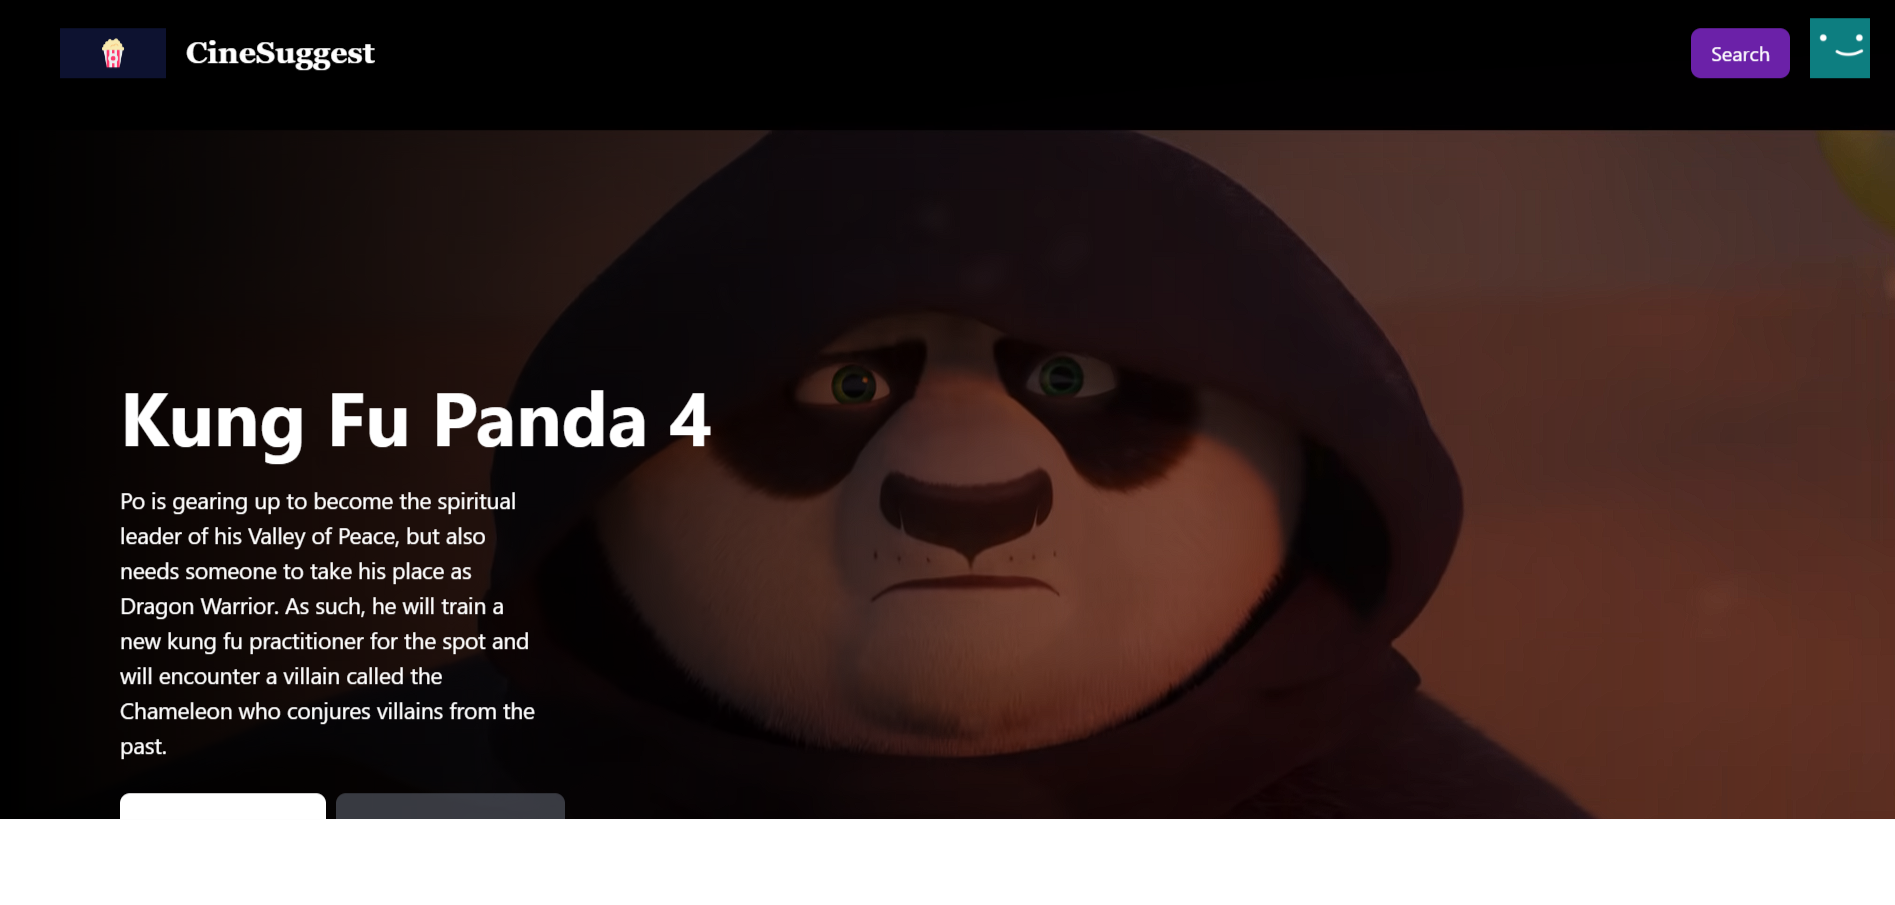 CineSuggest
Search
Kung Fu Panda 4
Po is gearing up to become the spiritual
leader of his Valley of Peace, but also
needs someone to take his place as
Dragon Warrior. As such, he will train a
new kung fu practitioner for the spot and
will encounter a villain called the
Chameleon who conjures villains from the
past.